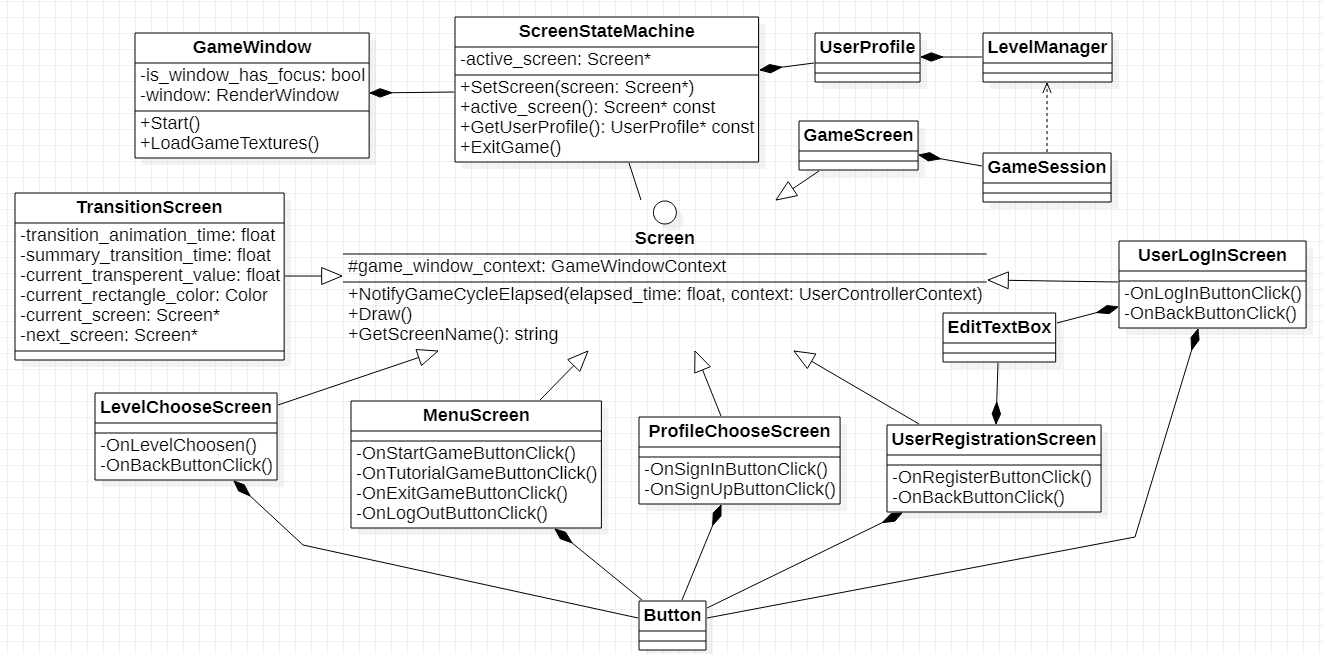 GameWindow
-is_window_has_focus: bool
-window: RenderWindow
+Start()
+LoadGameTextures()
ScreenStateMachine
-active_screen: Screen*
+SetScreen(screen: Screen*)
+active_screen(): Screen* const
+GetUserProfile(): UserProfile* const
+ExitGame()
UserProfile
LevelManager
GameScreen
GameSession
TransitionScreen
-transition_animation_time: float
-summary_transition_time: float
-current_transperent_value: float
-current_rectangle_color: Color
-current_screen: Screen*
-next_screen: Screen*
Screen
#game_window_context: GameWindowContext
+NotifyGameCycleElapsed(elapsed_time: float, context: UserControllerContext)
+Draw()
+GetScreenName(): string
UserLogInScreen
-OnLogInButtonClick()
-OnBackButtonClick()
EditTextBox
LevelChooseScreen
-OnLevelChoosen()
-OnBackButtonClick()
MenuScreen
-OnStartGameButtonClick()
-OnTutorialGameButtonClick()
-OnExitGameButtonClick()
-OnLogOutButtonClick()
ProfileChooseScreen
-OnSignInButtonClick()
-OnSignUpButtonClick()
UserRegistrationScreen
-OnRegisterButtonClick()
-OnBackButtonClick()
Button